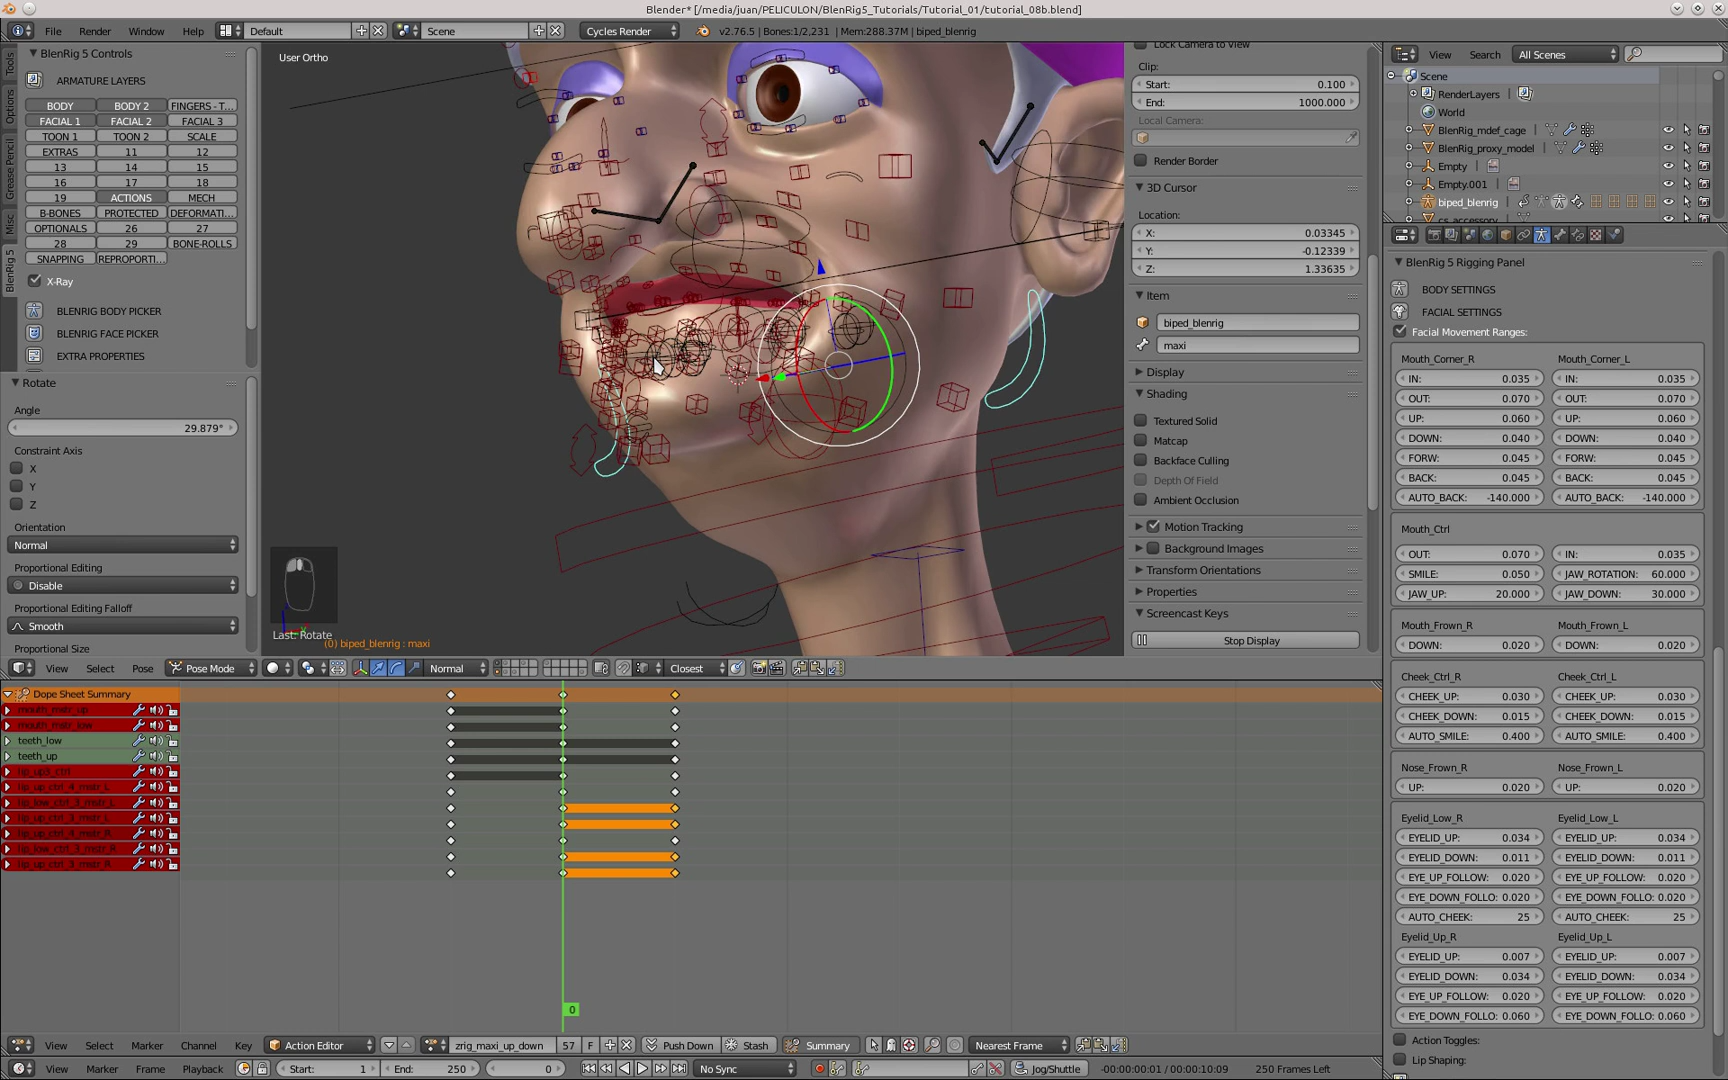 Blender* [/media/juan/PELICULON/BlenRig5_Tutorials/Tutorial_01/tutorial_08b.blend]
File Render Window Help Default Scene Cycles Render v2.76.5 | Bones:1/2,231 | Mem:288.37M | biped_blenrig
Tools
Options
Grease Pencil
Misc
BlenRig 5
BlenRig 5 Controls
ARMATURE LAYERS
BODY BODY 2 FINGERS - T...
FACIAL 1 FACIAL 2 FACIAL 3
TOON 1 TOON 2 SCALE
EXTRAS 11 12
13 14 15
16 17 18
19 ACTIONS MECH
B-BONES PROTECTED DEFORMATI...
OPTIONALS 26 27
28 29 BONE-ROLLS
SNAPPING REPROPORTI...
X-Ray
BLENRIG BODY PICKER
BLENRIG FACE PICKER
EXTRA PROPERTIES
Rotate
Angle
29.879°
Constraint Axis
X
Y
Z
Orientation
Normal
Proportional Editing
Disable
Proportional Editing Falloff
Smooth
Proportional Size
User Ortho
Last: Rotate
(0) biped_blenrig : maxi
View Select Pose Pose Mode Normal Closest
Lock Camera to View
Clip:
Start: 0.100
End: 1000.000
Local Camera:
Render Border
3D Cursor
Location:
X: 0.03345
Y: -0.12339
Z: 1.33635
Item
biped_blenrig
maxi
Display
Shading
Textured Solid
Matcap
Backface Culling
Depth Of Field
Ambient Occlusion
Motion Tracking
Background Images
Transform Orientations
Properties
Screencast Keys
Stop Display
View Search All Scenes
Scene
RenderLayers
World
BlenRig_mdef_cage
BlenRig_proxy_model
Empty
Empty.001
biped_blenrig
cs_accessory
BlenRig 5 Rigging Panel
BODY SETTINGS
FACIAL SETTINGS
Facial Movement Ranges:
Mouth_Corner_R Mouth_Corner_L
IN: 0.035 IN: 0.035
OUT: 0.070 OUT: 0.070
UP: 0.060 UP: 0.060
DOWN: 0.040 DOWN: 0.040
FORW: 0.045 FORW: 0.045
BACK: 0.045 BACK: 0.045
AUTO_BACK: -140.000 AUTO_BACK: -140.000
Mouth_Ctrl
OUT: 0.070 IN: 0.035
SMILE: 0.050 JAW_ROTATION: 60.000
JAW_UP: 20.000 JAW_DOWN: 30.000
Mouth_Frown_R Mouth_Frown_L
DOWN: 0.020 DOWN: 0.020
Cheek_Ctrl_R Cheek_Ctrl_L
CHEEK_UP: 0.030 CHEEK_UP: 0.030
CHEEK_DOWN: 0.015 CHEEK_DOWN: 0.015
AUTO_SMILE: 0.400 AUTO_SMILE: 0.400
Nose_Frown_R Nose_Frown_L
UP: 0.020 UP: 0.020
Eyelid_Low_R Eyelid_Low_L
EYELID_UP: 0.034 EYELID_UP: 0.034
EYELID_DOWN: 0.011 EYELID_DOWN: 0.011
EYE_UP_FOLLOW: 0.020 EYE_UP_FOLLOW: 0.020
EYE_DOWN_FOLLO: 0.020 EYE_DOWN_FOLLO: 0.020
AUTO_CHEEK: 25 AUTO_CHEEK: 25
Eyelid_Up_R Eyelid_Up_L
EYELID_UP: 0.007 EYELID_UP: 0.007
EYELID_DOWN: 0.034 EYELID_DOWN: 0.034
EYE_UP_FOLLOW: 0.020 EYE_UP_FOLLOW: 0.020
EYE_DOWN_FOLLO: 0.060 EYE_DOWN_FOLLO: 0.060
Action Toggles:
Lip Shaping:
Dope Sheet Summary
mouth_mstr_up
mouth_mstr_low
teeth_low
teeth_up
lip_up3_ctrl
lip_up_ctrl_4_mstr_L
lip_low_ctrl_3_mstr_L
lip_up_ctrl_3_mstr_L
lip_up_ctrl_4_mstr_R
lip_low_ctrl_3_mstr_R
lip_up_ctrl_3_mstr_R
0
View Select Marker Channel Key Action Editor zrig_maxi_up_down 57 F Push Down Stash Summary Nearest Frame
View Marker Frame Playback Start: 1 End: 250 0 No Sync Jog/Shuttle -00:00:00:01 / 00:00:10:09 250 Frames Left